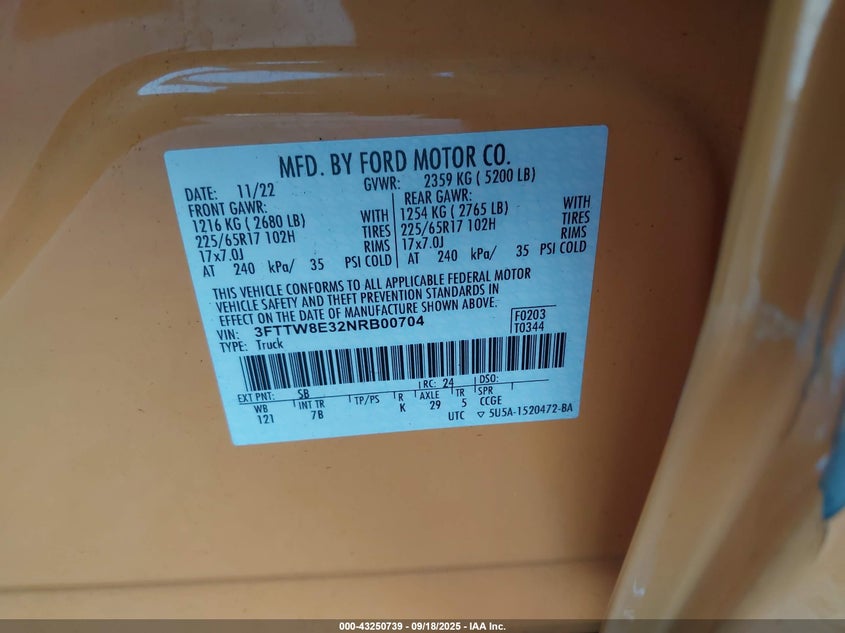 MFD. BY FORD MOTOR CO.
DATE: 11/22 GVWR: 2359 KG ( 5200 LB)
FRONT GAWR: REAR GAWR:
1216 KG ( 2680 LB) WITH 1254 KG ( 2765 LB) WITH
225/65R17 102H TIRES 225/65R17 102H TIRES
17x7.0J RIMS 17x7.0J RIMS
AT 240 kPa/ 35 PSI COLD AT 240 kPa/ 35 PSI COLD
THIS VEHICLE CONFORMS TO ALL APPLICABLE FEDERAL MOTOR
VEHICLE SAFETY AND THEFT PREVENTION STANDARDS IN
EFFECT ON THE DATE OF MANUFACTURE SHOWN ABOVE.
VIN: 3FTTW8E32NRB00704 F0203
TYPE: Truck T0344
EXT PNT: SB RC: 24 DSO:
WB INT TR TP/PS R AXLE TR SPR
121 7B K 29 5 CCGE
UTC ▽ 5U5A-1520472-BA
000-43250739 - 09/18/2025 - IAA Inc.